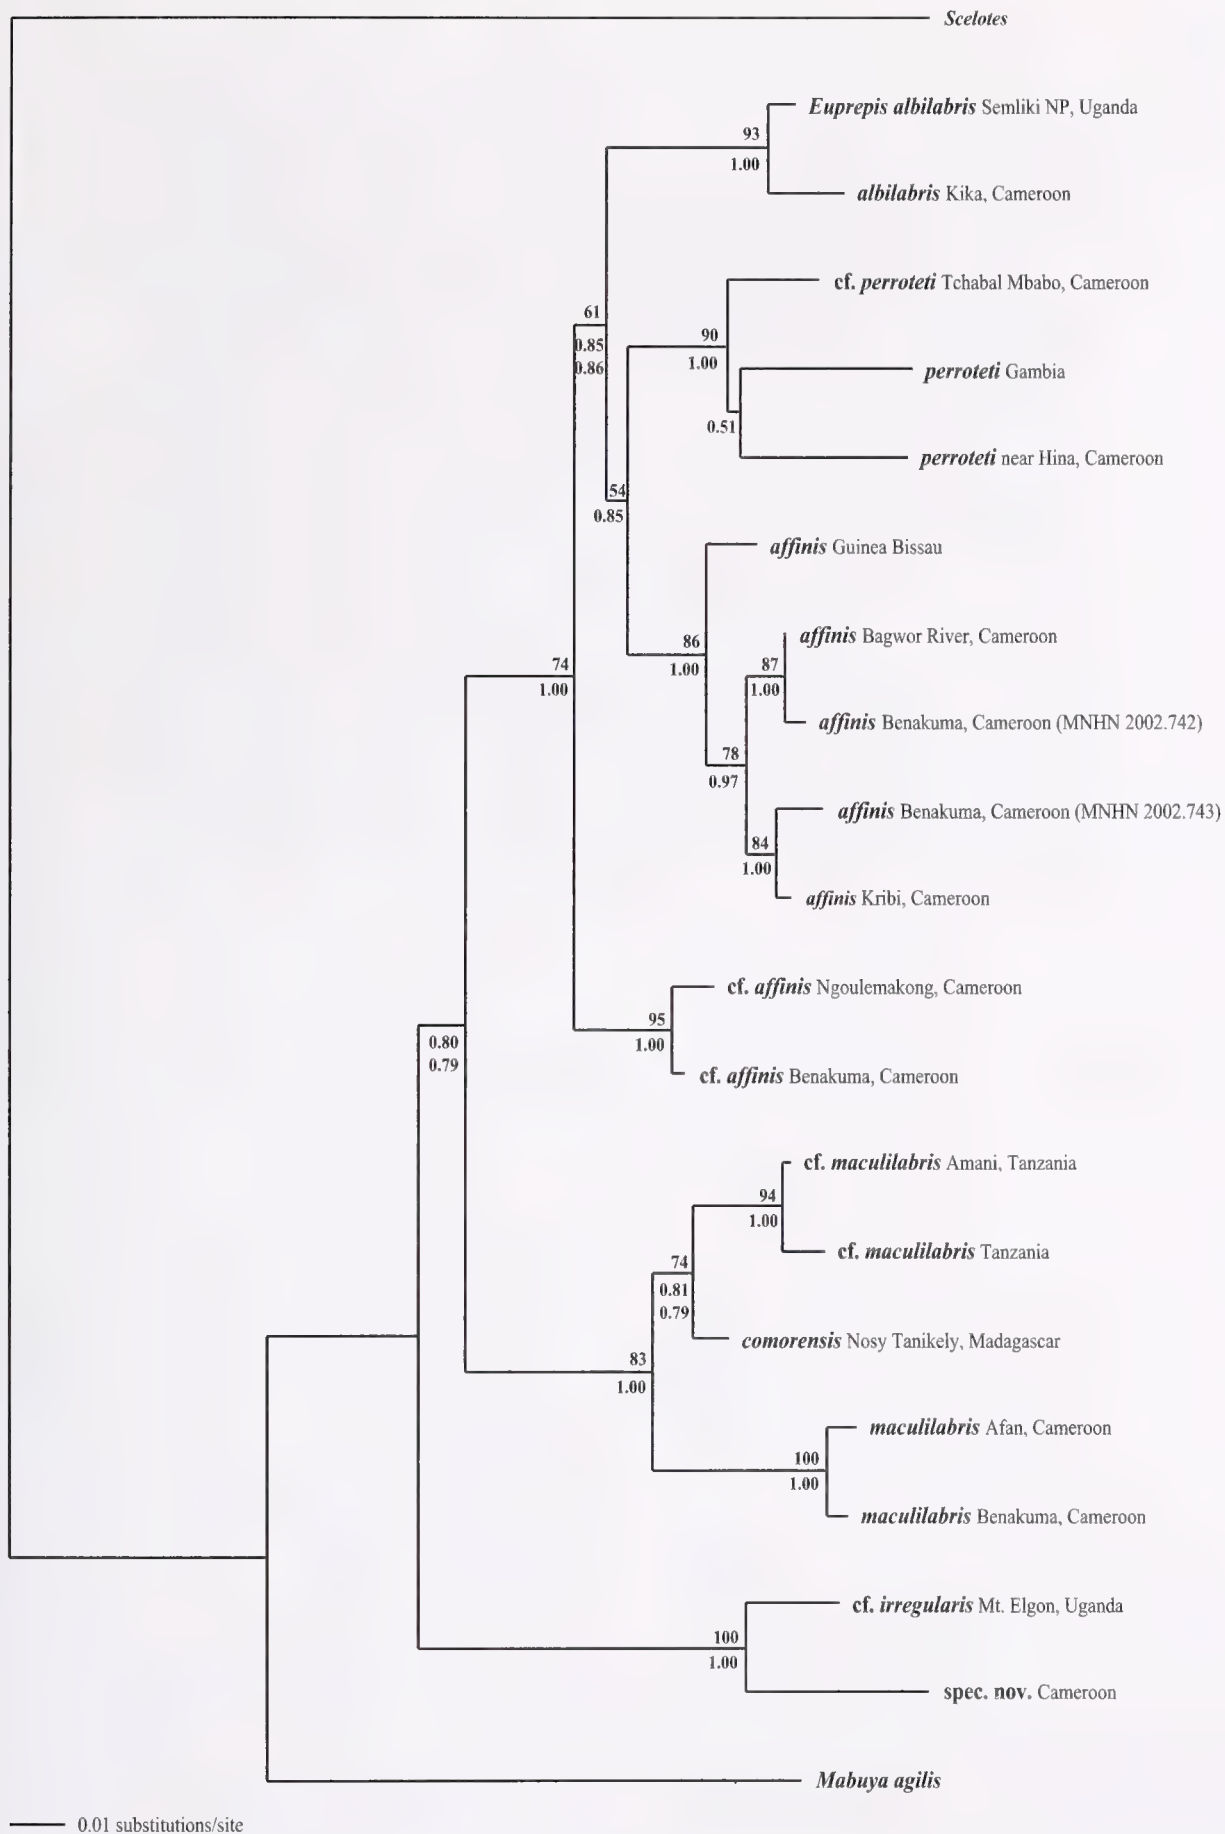 Scelotes
Euprepis albilabris Semliki NP, Uganda
93
1.00
albilabris Kika, Cameroon
cf. perroteti Tchabal Mbabo, Cameroon
61
0.85
0.86
90
1.00
perroteti Gambia
0.51
perroteti near Hina, Cameroon
54
0.85
affinis Guinea Bissau
86
1.00
affinis Bagwor River, Cameroon
87
1.00
74
1.00
affinis Benakuma, Cameroon (MNHN 2002.742)
78
0.97
affinis Benakuma, Cameroon (MNHN 2002.743)
84
1.00
affinis Kribi, Cameroon
cf. affinis Ngoulemakong, Cameroon
95
1.00
0.80
0.79
cf. affinis Benakuma, Cameroon
cf. maculilabris Amani, Tanzania
94
1.00
cf. maculilabris Tanzania
74
0.81
0.79
comorensis Nosy Tanikely, Madagascar
83
1.00
maculilabris Afan, Cameroon
100
1.00
maculilabris Benakuma, Cameroon
cf. irregularis Mt. Elgon, Uganda
100
1.00
spec. nov. Cameroon
Mabuya agilis
0.01 substitutions/site